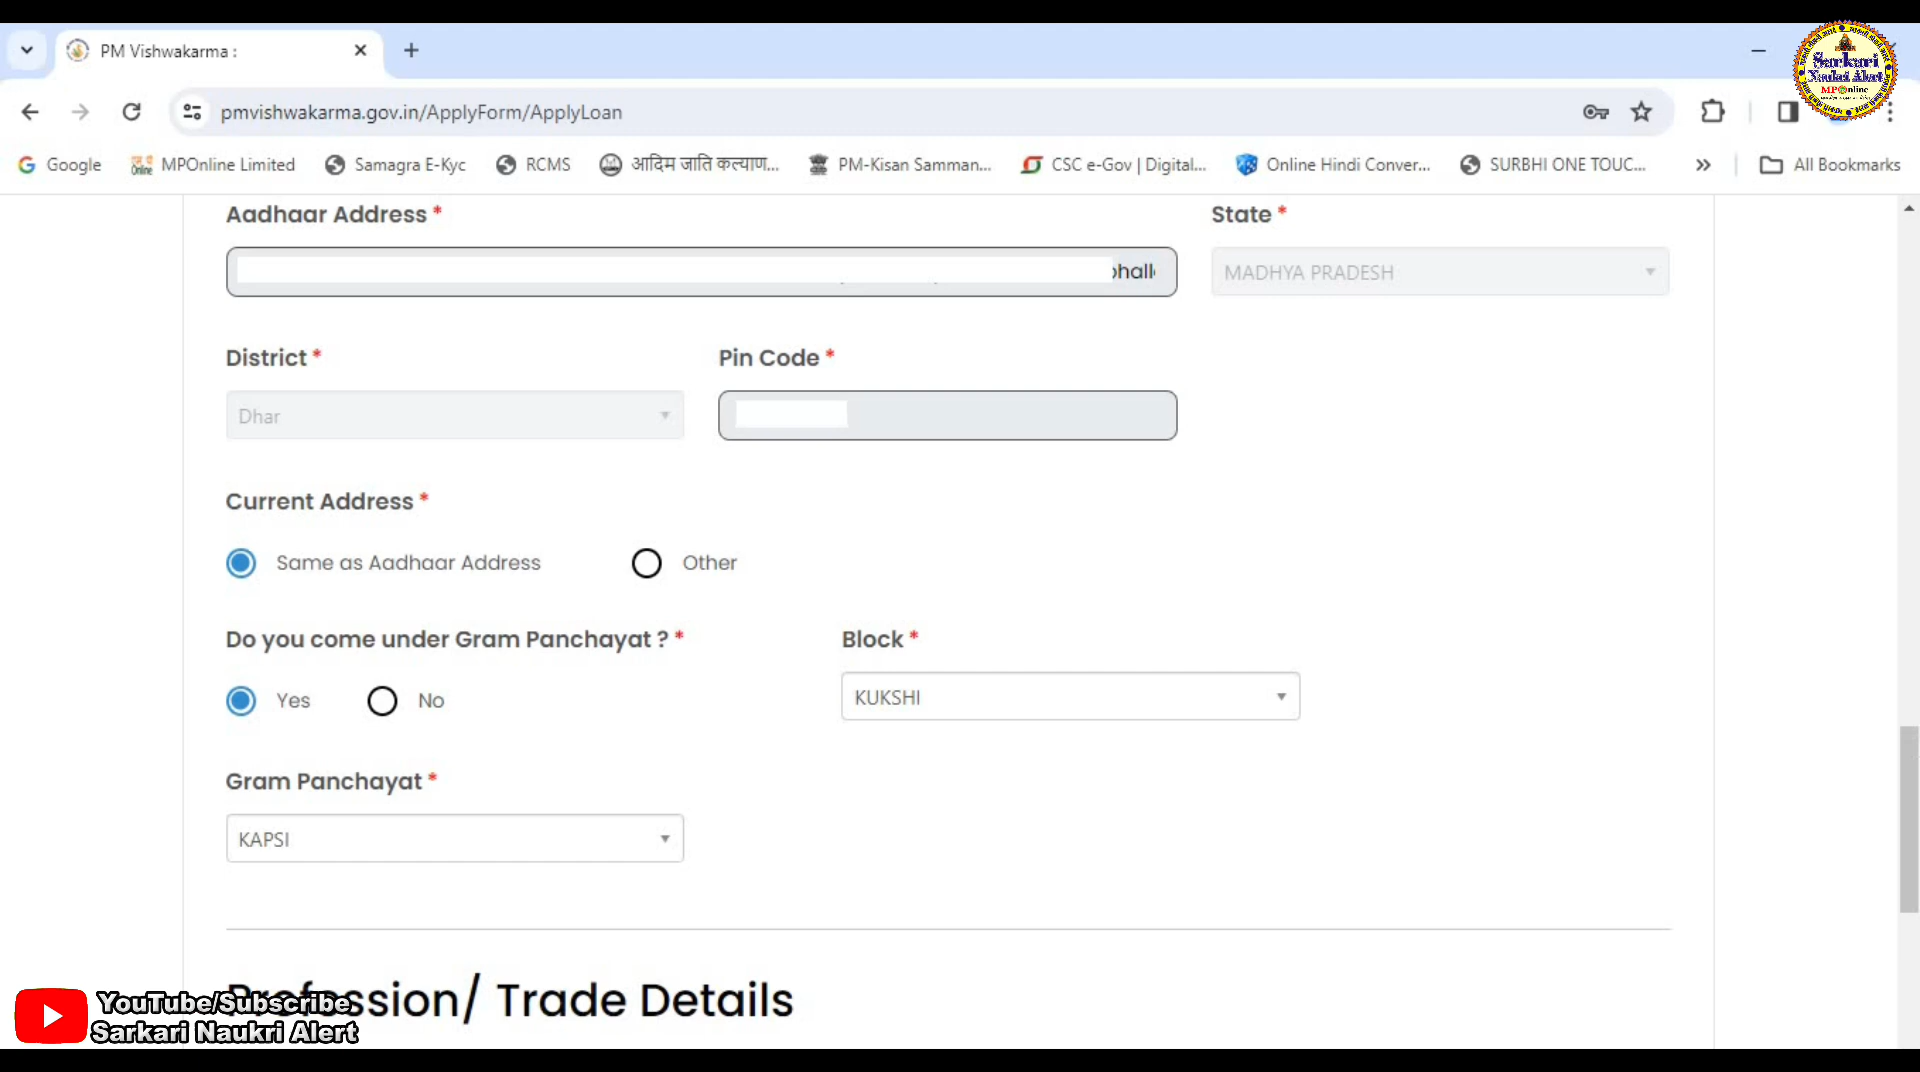 PM Vishwakarma :
pmvishwakarma.gov.in/ApplyForm/ApplyLoan
Sarkari
Naukri Alert
MPOnline
Google MPOnline Limited Samagra E-Kyc RCMS आदिम जाति कल्याण... PM-Kisan Samman... CSC e-Gov | Digital... Online Hindi Conver... SURBHI ONE TOUC... » All Bookmarks
Aadhaar Address * State *
MADHYA PRADESH
District * Pin Code *
Dhar
Current Address *
Same as Aadhaar Address Other
Do you come under Gram Panchayat ? * Block *
Yes No KUKSHI
Gram Panchayat *
KAPSI
Profession/ Trade Details
YouTube/Subscribe
Sarkari Naukri Alert